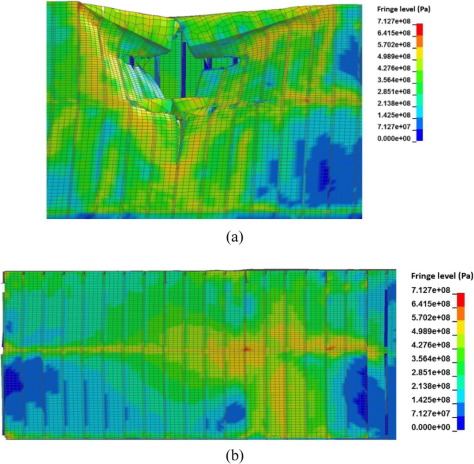 Fringe level (Pa)
7.127e+08
6.415e+08
5.702e+08
4.989e+08
4.276e+08
3.564e+08
2.851e+08
2.138e+08
1.425e+08
7.127e+07
0.000e+00
(a)
Fringe level (Pa)
7.127e+08
6.415e+08
5.702e+08
4.989e+08
4.276e+08
3.564e+08
2.851e+08
2.138e+08
1.425e+08
7.127e+07
0.000e+00
(b)